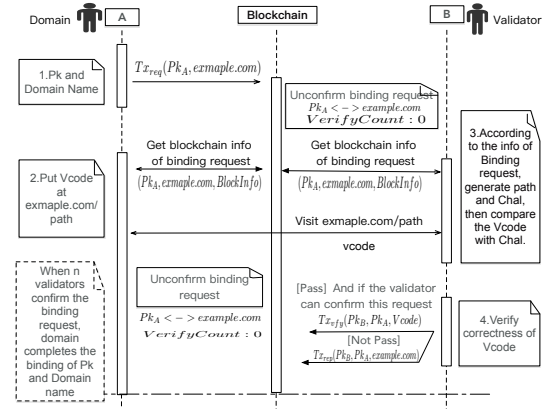 Domain
A
Blockchain
B
Validator
1.Pk and
Domain Name
Tx_req(Pk_A,exmaple.com)
Unconfirm binding request
Pk_A < − > example.com
VerifyCount : 0
Get blockchain info
of binding request
(Pk_A,exmaple.com,BlockInfo)
Get blockchain info
of binding request
(Pk_A,exmaple.com,BlockInfo)
2.Put Vcode
at
exmaple.com/
path
3.According
to the info of
Binding
request,
generate path
and Chal,
then compare
the Vcode
with Chal.
Visit exmaple.com/path
vcode
When n
validators
confirm the
binding
request,
domain
completes the
binding of Pk
and Domain
name
Unconfirm binding
request
Pk_A < − > example.com
VerifyCount : 0
[Pass] And if the validator
can confirm this request
Tx_vfy(Pk_B,Pk_A,Vcode)
[Not Pass]
Tx_rep(Pk_B,Pk_A,example.com)
4.Verify
correctness of
Vcode